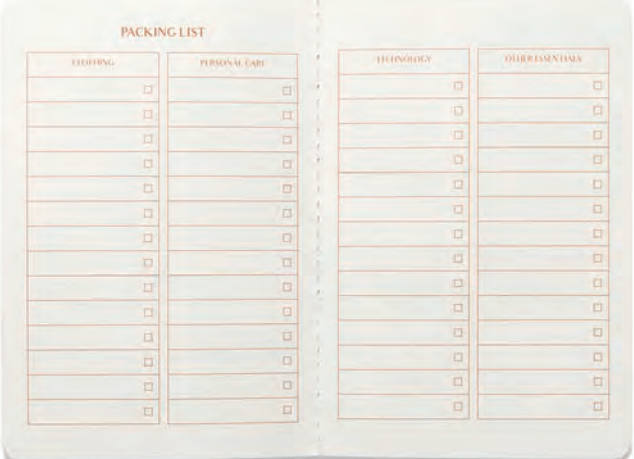 PACKING LIST
CLOTHING
PERSONAL CARE
TECHNOLOGY
OTHER ESSENTIALS